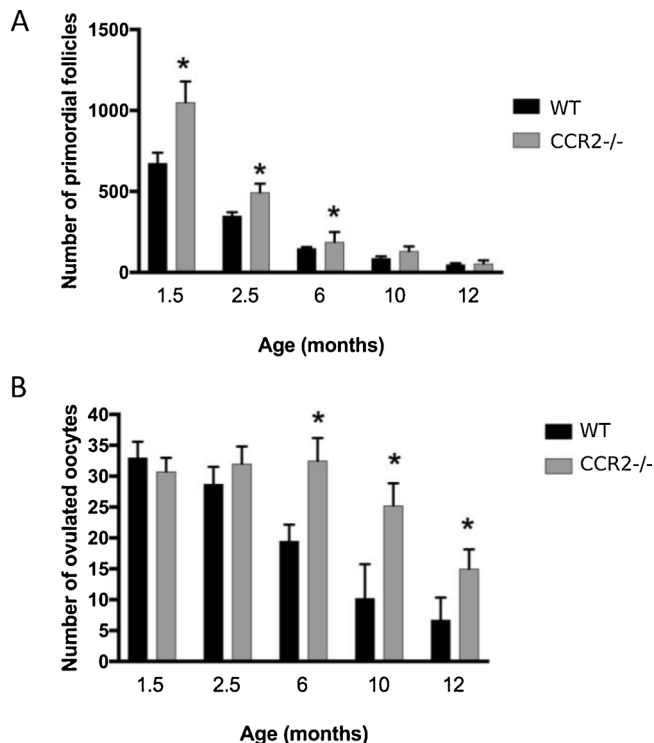 A
Number of primordial follicles
1500
1000
500
0
*
*
*
1.5 2.5 6 10 12
Age (months)
WT
CCR2-/-
B
Number of ovulated oocytes
40
35
30
25
20
15
10
5
0
*
*
*
1.5 2.5 6 10 12
Age (months)
WT
CCR2-/-